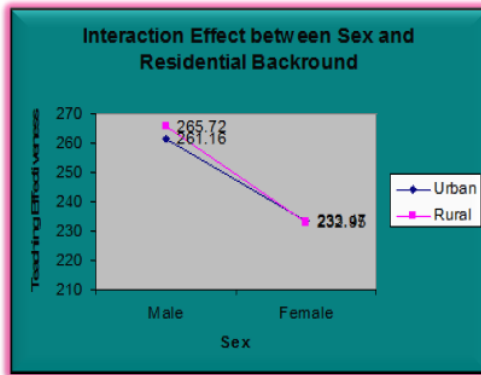 Interaction Effect between Sex and
Residential Backround
270
260
250
240
230
220
210
Teaching Effectiveness
265.72
261.16
Male
Female
Sex
Urban
Rural